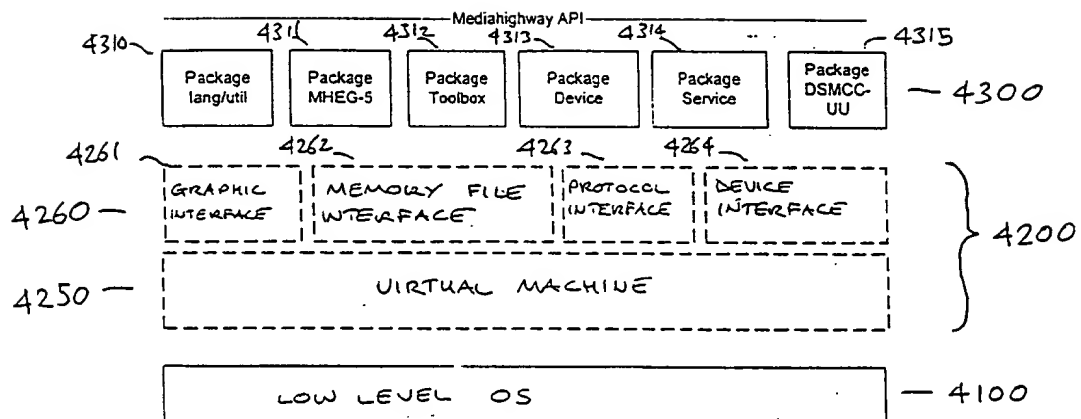 Mediahighway API
4310 4311 4312 4313 4314 4315
Package lang/util
Package MHEG-5
Package Toolbox
Package Device
Package Service
Package DSMCC-UU
4300
4261 4262 4263 4264
GRAPHIC INTERFACE
MEMORY FILE INTERFACE
PROTOCOL INTERFACE
DEVICE INTERFACE
4260
4200
4250
VIRTUAL MACHINE
LOW LEVEL OS
4100